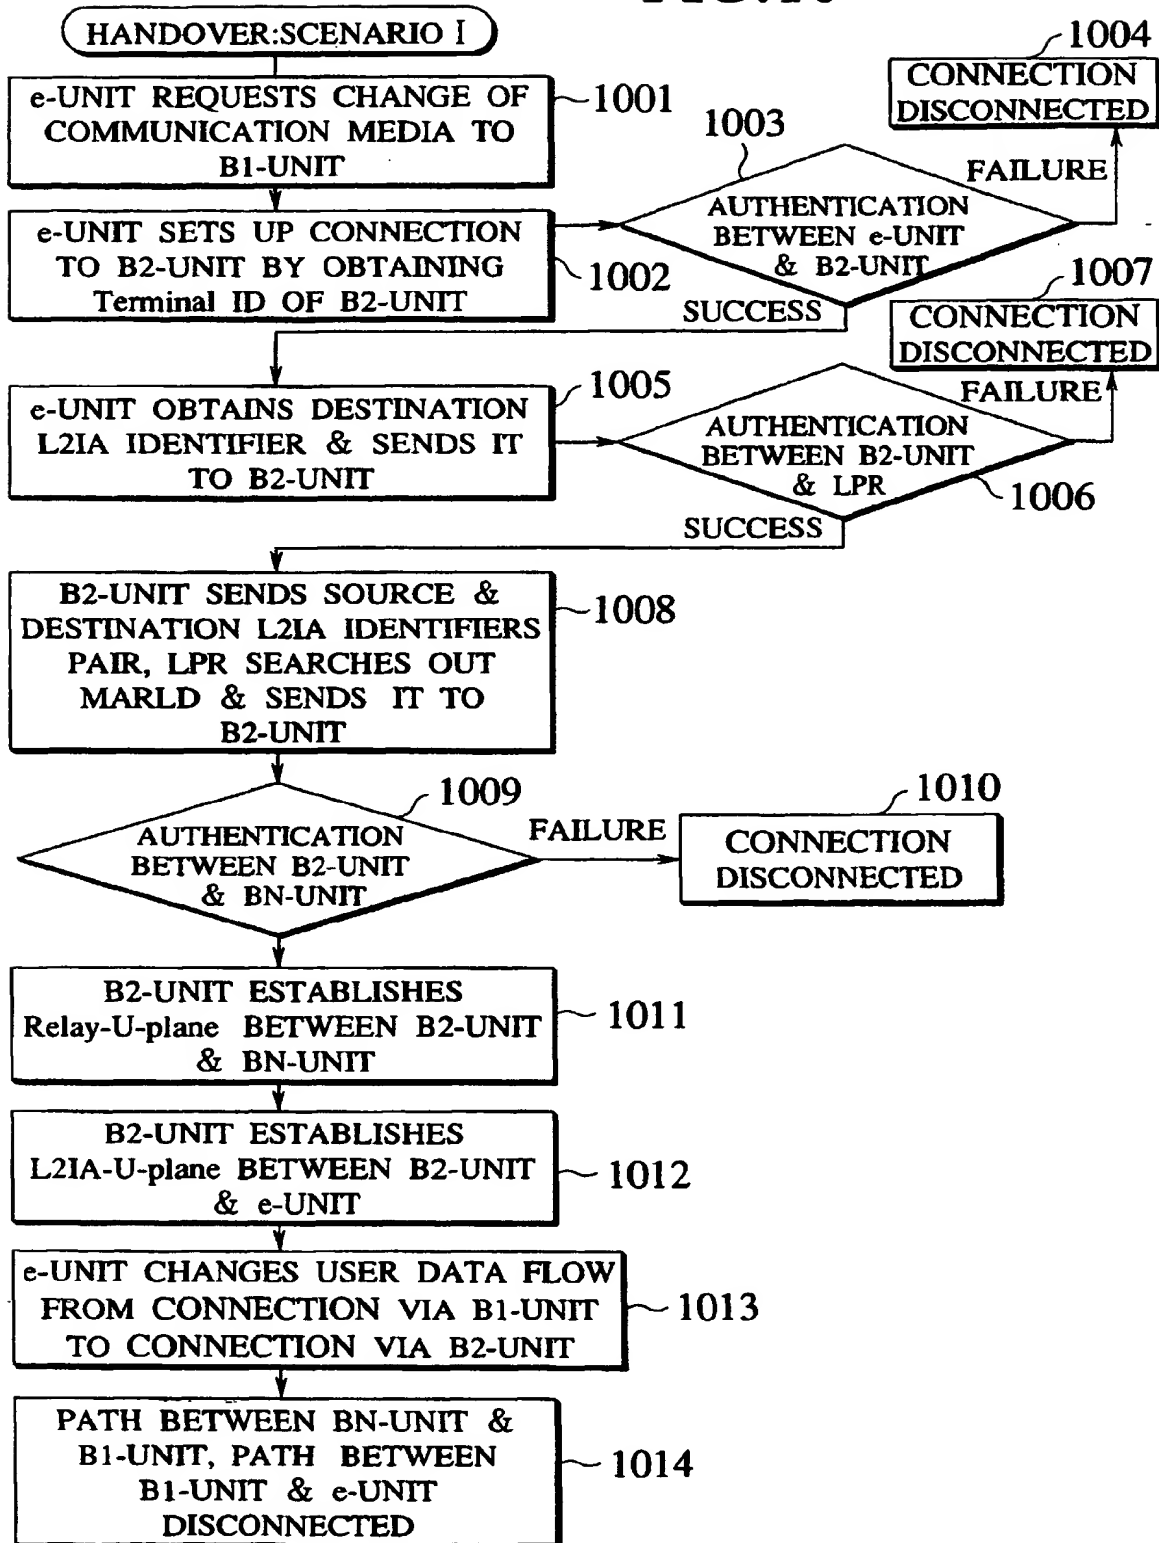 HANDOVER:SCENARIO I
e-UNIT REQUESTS CHANGE OF
COMMUNICATION MEDIA TO
B1-UNIT
1001
e-UNIT SETS UP CONNECTION
TO B2-UNIT BY OBTAINING
Terminal ID OF B2-UNIT
1002
1003
AUTHENTICATION
BETWEEN e-UNIT
& B2-UNIT
FAILURE
1004
CONNECTION
DISCONNECTED
SUCCESS
e-UNIT OBTAINS DESTINATION
L2IA IDENTIFIER & SENDS IT
TO B2-UNIT
1005
AUTHENTICATION
BETWEEN B2-UNIT
& LPR
1006
FAILURE
1007
CONNECTION
DISCONNECTED
SUCCESS
B2-UNIT SENDS SOURCE &
DESTINATION L2IA IDENTIFIERS
PAIR, LPR SEARCHES OUT
MARLD & SENDS IT TO
B2-UNIT
1008
1009
AUTHENTICATION
BETWEEN B2-UNIT
& BN-UNIT
FAILURE
1010
CONNECTION
DISCONNECTED
B2-UNIT ESTABLISHES
Relay-U-plane BETWEEN B2-UNIT
& BN-UNIT
1011
B2-UNIT ESTABLISHES
L2IA-U-plane BETWEEN B2-UNIT
& e-UNIT
1012
e-UNIT CHANGES USER DATA FLOW
FROM CONNECTION VIA B1-UNIT
TO CONNECTION VIA B2-UNIT
1013
PATH BETWEEN BN-UNIT &
B1-UNIT, PATH BETWEEN
B1-UNIT & e-UNIT
DISCONNECTED
1014